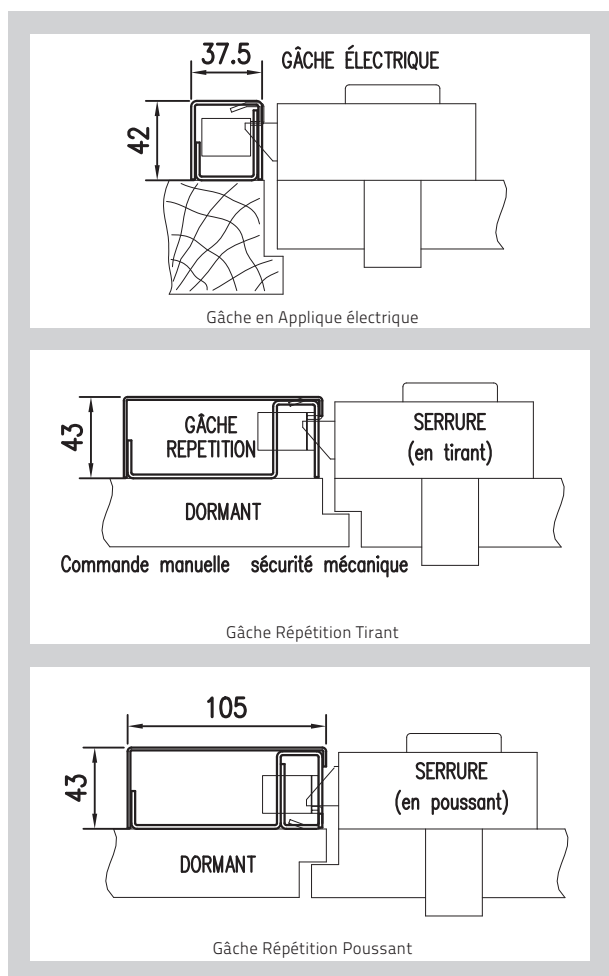 37.5
GÂCHE ÉLECTRIQUE
42
Gâche en Applique électrique
43
GÂCHE
REPETITION
SERRURE
(en tirant)
DORMANT
Commande manuelle sécurité mécanique
Gâche Répétition Tirant
105
43
SERRURE
(en poussant)
DORMANT
Gâche Répétition Poussant